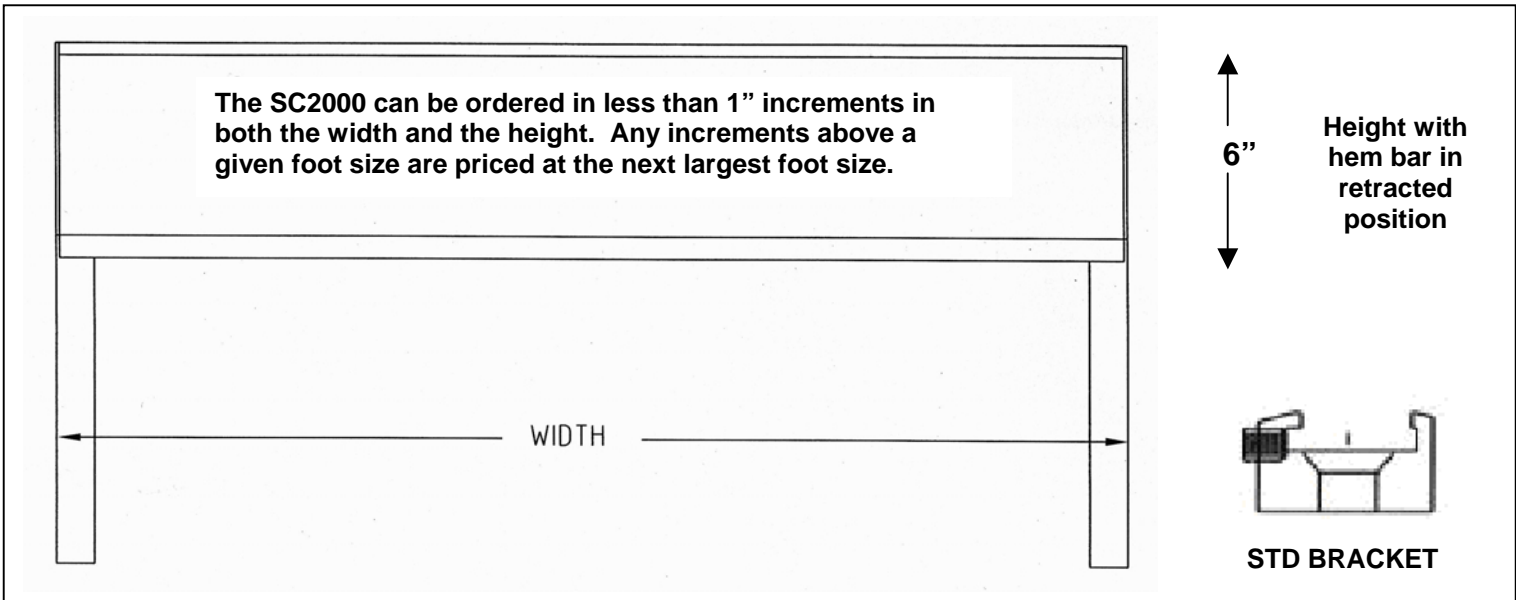 The SC2000 can be ordered in less than 1” increments in
both the width and the height.  Any increments above a
given foot size are priced at the next largest foot size.
6”
Height with
hem bar in
retracted
position
WIDTH
STD BRACKET